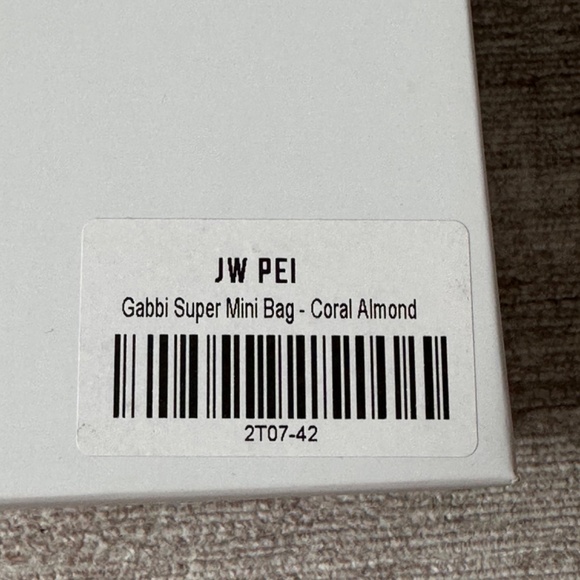 JW PEI
Gabbi Super Mini Bag - Coral Almond
2T07-42